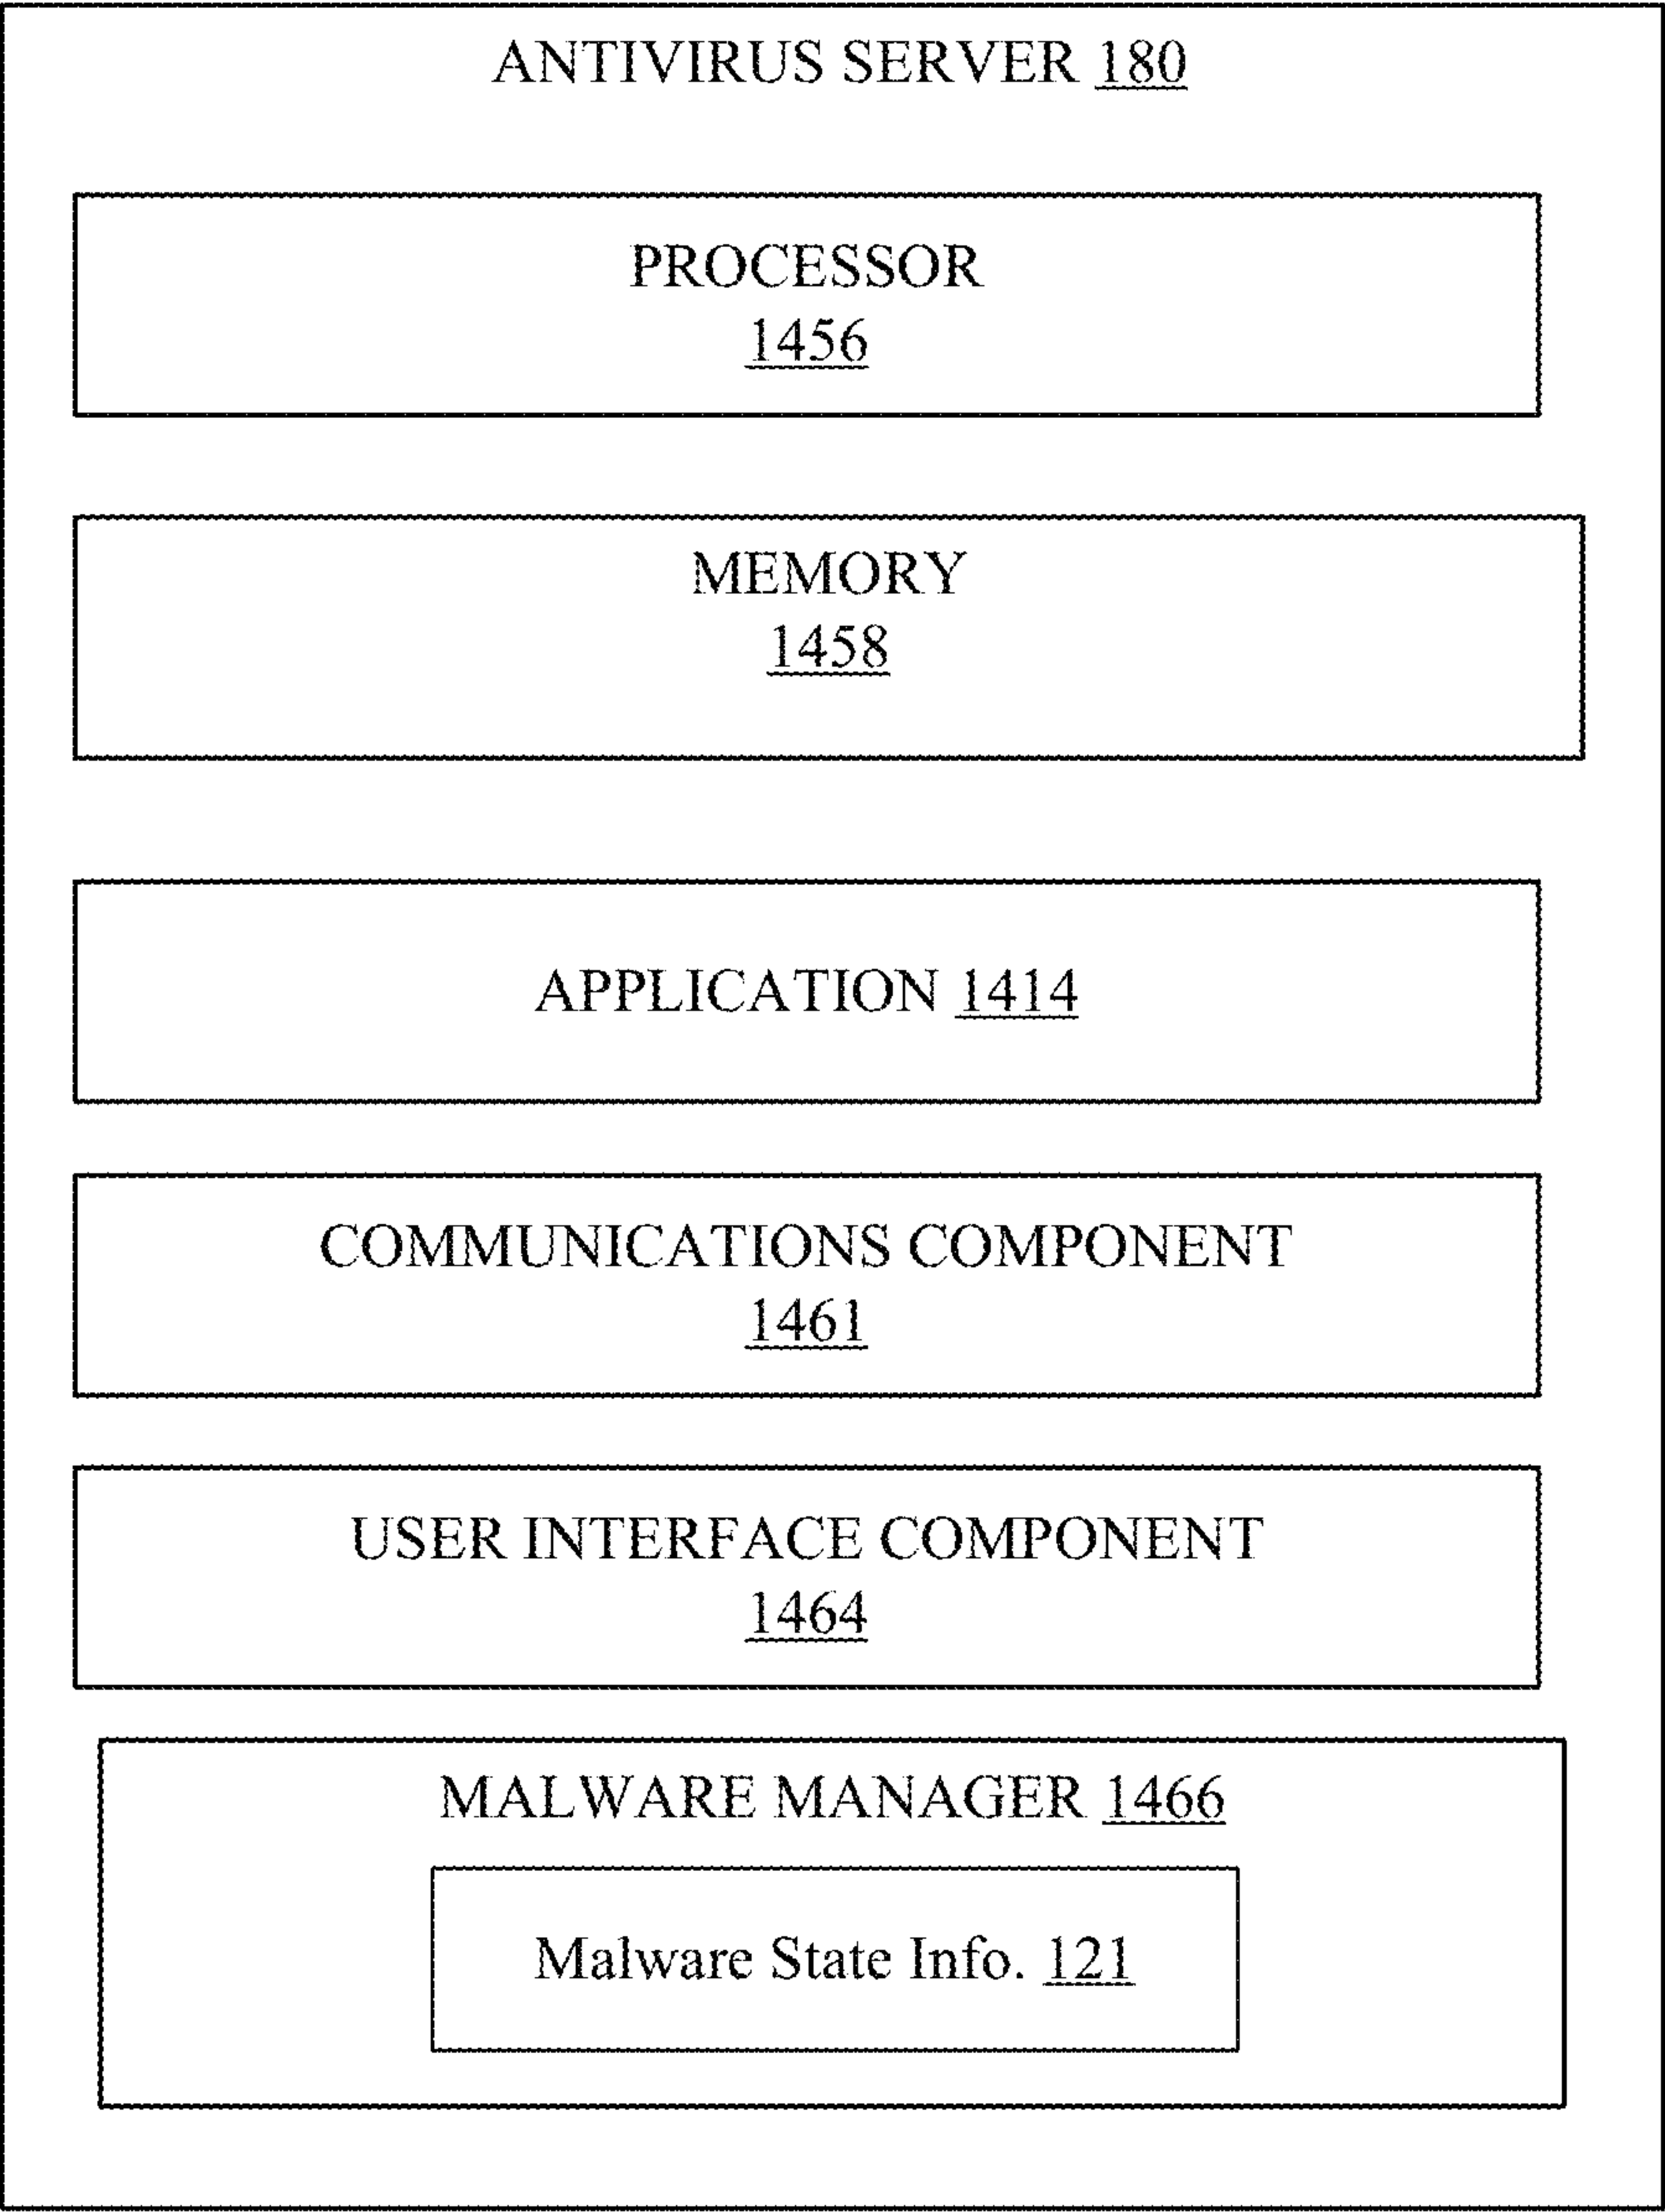 ANTIVIRUS SERVER 180
PROCESSOR
1456
MEMORY
1458
APPLICATION 1414
COMMUNICATIONS COMPONENT
1461
USER INTERFACE COMPONENT
1464
MALWARE MANAGER 1466
Malware State Info. 121